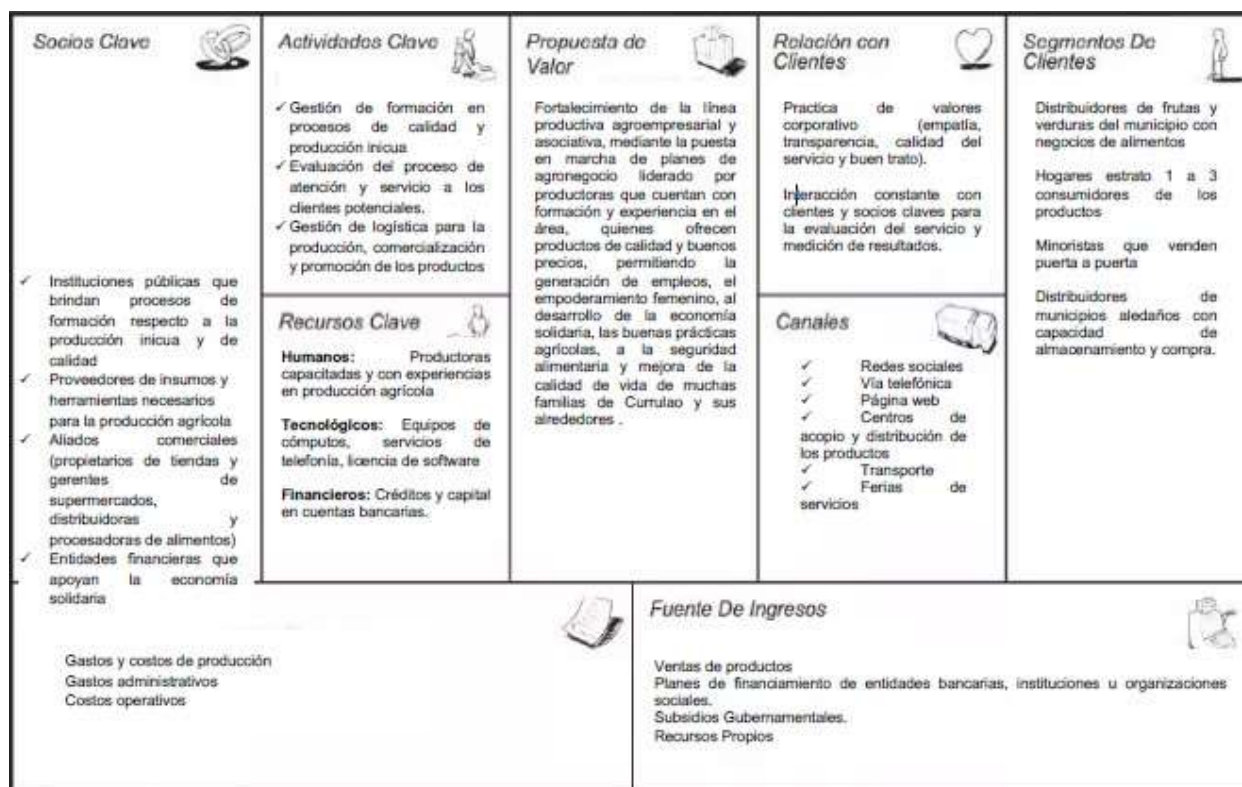 Socios Clave
✓ Instituciones públicas que
brindan procesos de
formación respecto a la
producción inicua y de
calidad
✓ Proveedores de insumos y
herramientas necesarios
para la producción agrícola
✓ Aliados comerciales
(propietarios de tiendas y
gerentes de
supermercados,
distribuidoras y
procesadoras de alimentos)
✓ Entidades financieras que
apoyan la economía
solidaria
Actividades Clave
✓ Gestión de formación en
procesos de calidad y
producción inicua
✓ Evaluación del proceso de
atención y servicio a los
clientes potenciales.
✓ Gestión de logística para la
producción, comercialización
y promoción de los productos
Recursos Clave
Humanos: Productoras
capacitadas y con experiencias
en producción agrícola
Tecnológicos: Equipos de
cómputos, servicios de
telefonía, licencia de software
Financieros: Créditos y capital
en cuentas bancarias.
Propuesta de
Valor
Fortalecimiento de la línea
productiva agroempresarial y
asociativa, mediante la puesta
en marcha de planes de
agronegocio liderado por
productoras que cuentan con
formación y experiencia en el
área, quienes ofrecen
productos de calidad y buenos
precios, permitiendo la
generación de empleos, el
empoderamiento femenino, al
desarrollo de la economía
solidaria, las buenas prácticas
agrícolas, a la seguridad
alimentaria y mejora de la
calidad de vida de muchas
familias de Currulao y sus
alrededores .
Relación con
Clientes
Practica de valores
corporativo (empatía,
transparencia, calidad del
servicio y buen trato).
Interacción constante con
clientes y socios claves para
la evaluación del servicio y
medición de resultados.
Canales
✓ Redes sociales
✓ Vía telefónica
✓ Página web
✓ Centros de
acopio y distribución de
los productos
✓ Transporte
✓ Ferias de
servicios
Segmentos De
Clientes
Distribuidores de frutas y
verduras del municipio con
negocios de alimentos
Hogares estrato 1 a 3
consumidores de los
productos
Minoristas que venden
puerta a puerta
Distribuidores de
municipios aledaños con
capacidad de
almacenamiento y compra.
Gastos y costos de producción
Gastos administrativos
Costos operativos
Fuente De Ingresos
Ventas de productos
Planes de financiamiento de entidades bancarias, instituciones u organizaciones
sociales.
Subsidios Gubernamentales.
Recursos Propios